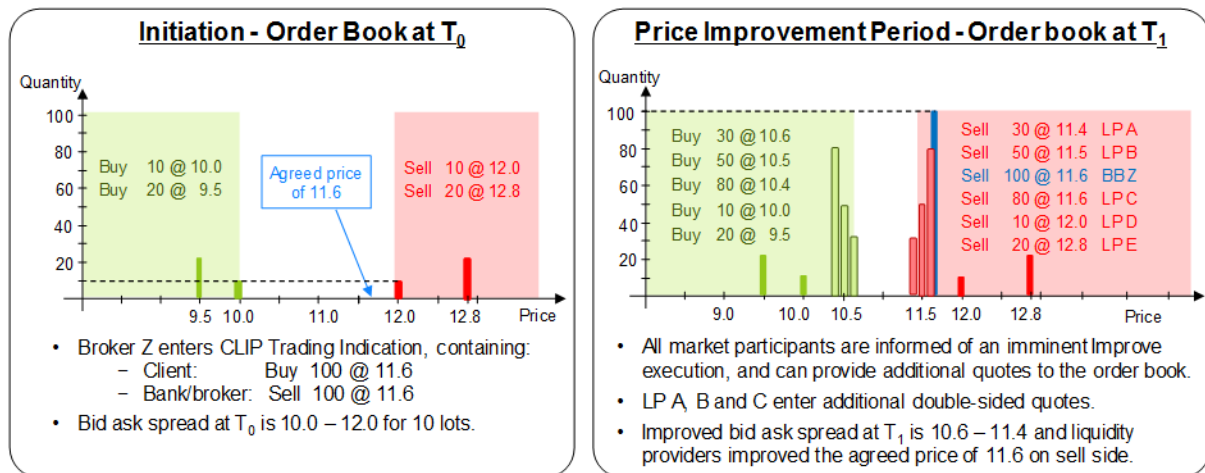 Initiation - Order Book at T0
Quantity
100
80
60
40
20
Buy 10 @ 10.0
Buy 20 @ 9.5
Agreed price
of 11.6
Sell 10 @ 12.0
Sell 20 @ 12.8
9.5 10.0 11.0 12.0 12.8 Price
• Broker Z enters CLIP Trading Indication, containing:
– Client: Buy 100 @ 11.6
– Bank/broker: Sell 100 @ 11.6
• Bid ask spread at T0 is 10.0 – 12.0 for 10 lots.
Price Improvement Period - Order book at T1
Quantity
100
80
60
40
20
Buy 30 @ 10.6
Buy 50 @ 10.5
Buy 80 @ 10.4
Buy 10 @ 10.0
Buy 20 @ 9.5
Sell 30 @ 11.4 LPA
Sell 50 @ 11.5 LPB
Sell 100 @ 11.6 BBZ
Sell 80 @ 11.6 LPC
Sell 10 @ 12.0 LPD
Sell 20 @ 12.8 LPE
9.0 10.0 10.5 11.5 12.0 12.8 Price
• All market participants are informed of an imminent Improve
execution, and can provide additional quotes to the order book.
• LP A, B and C enter additional double-sided quotes.
• Improved bid ask spread at T1 is 10.6 – 11.4 and liquidity
providers improved the agreed price of 11.6 on sell side.